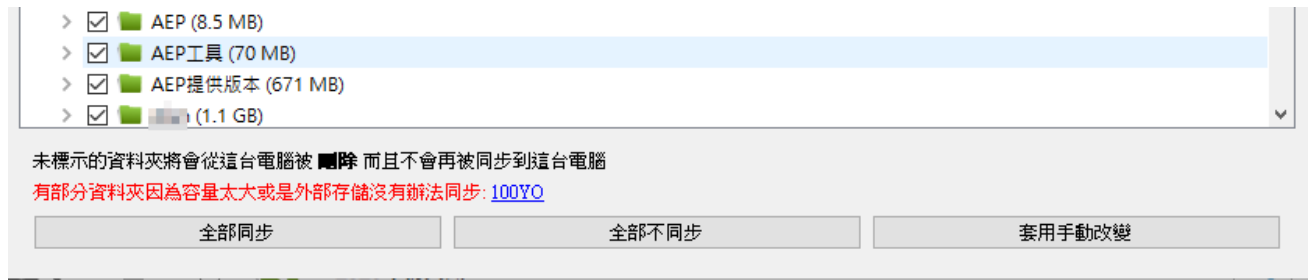 AEP (8.5 MB)
AEP工具 (70 MB)
AEP提供版本 (671 MB)
(1.1 GB)
未標示的資料夾將會從這台電腦被 刪除 而且不會再被同步到這台電腦
有部分資料夾因為容量太大或是外部存儲沒有辦法同步: 100YO
全部同步
全部不同步
套用手動改變